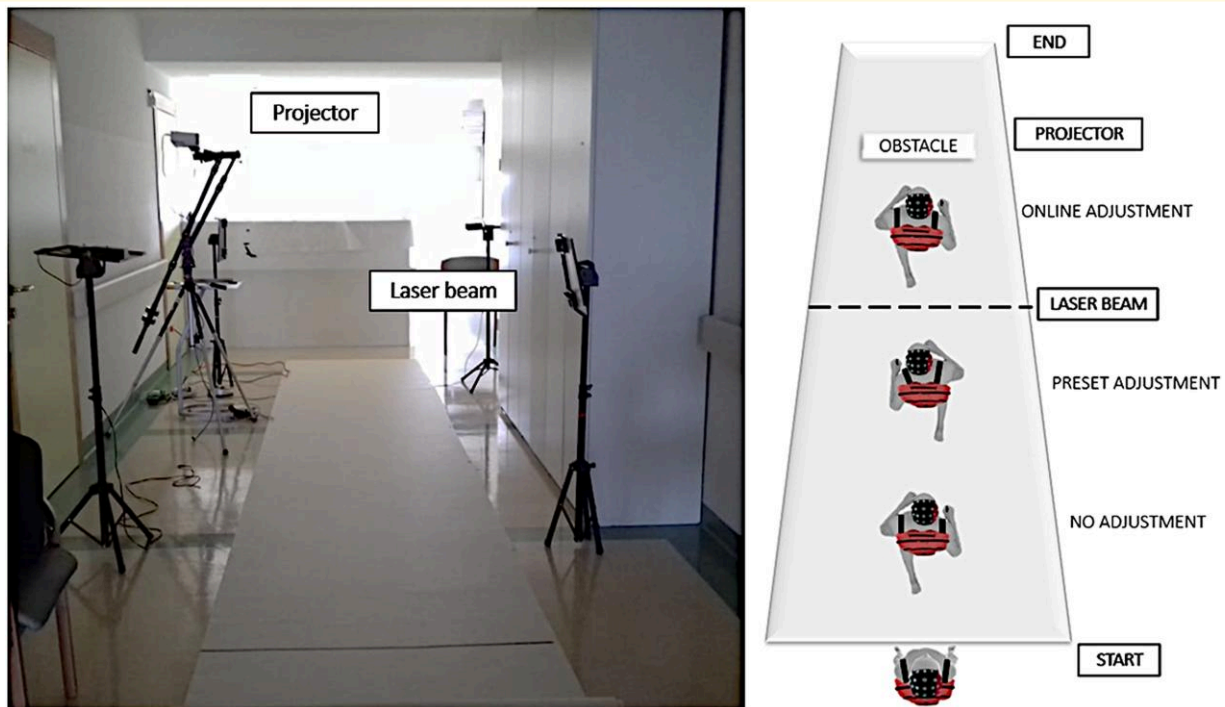 Projector
Laser beam
END
PROJECTOR
OBSTACLE
ONLINE ADJUSTMENT
LASER BEAM
PRESET ADJUSTMENT
NO ADJUSTMENT
START